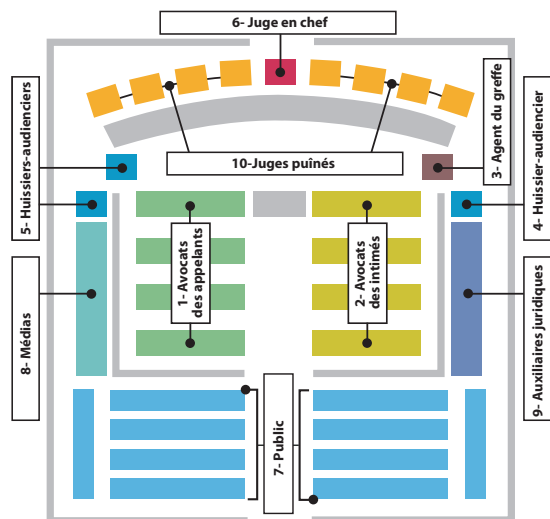 6- Juge en chef
5- Huissiers-audienciers
10-Juges puînés
3- Agent du greffe
4- Huissier-audiencier
1- Avocats
des appelants
2- Avocats
des intimés
8- Médias
9- Auxiliaires juridiques
7- Public